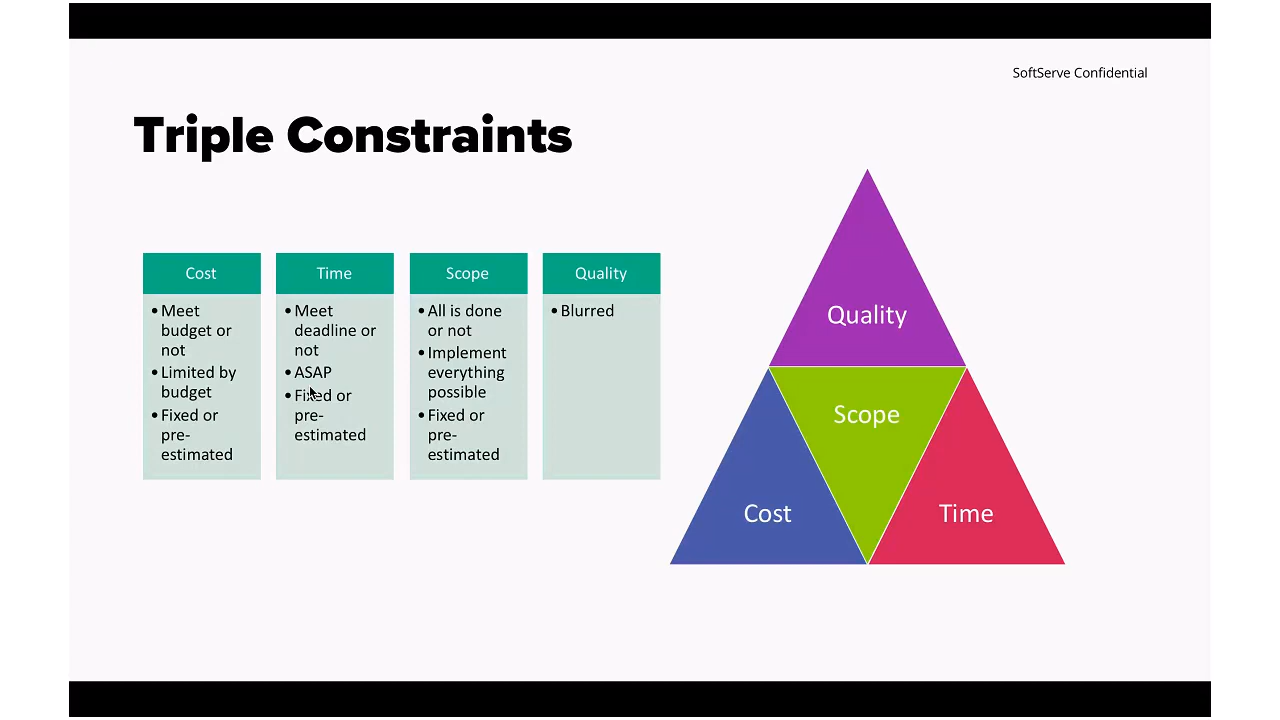 SoftServe Confidential
Triple Constraints
Cost
•Meet
budget or
not
•Limited by
budget
•Fixed or
pre-
estimated
Time
•Meet
deadline or
not
•ASAP
•Fixed or
pre-
estimated
Scope
•All is done
or not
•Implement
everything
possible
•Fixed or
pre-
estimated
Quality
•Blurred
Quality
Scope
Cost
Time